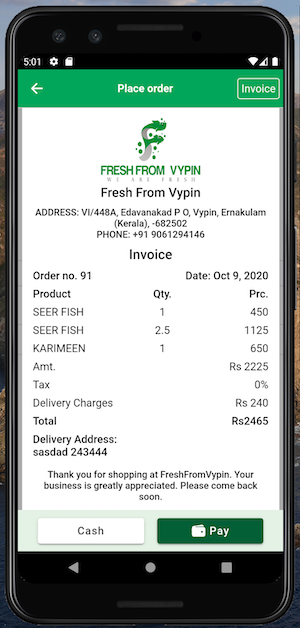 5:01
Place order
Invoice
FRESH FROM VYPIN
WE ARE FRESH
Fresh From Vypin
ADDRESS: VI/448A, Edavanakad P O, Vypin, Ernakulam
(Kerala), -682502
PHONE: +91 9061294146
Invoice
Order no. 91 Date: Oct 9, 2020
Product Qty. Prc.
SEER FISH 1 450
SEER FISH 2.5 1125
KARIMEEN 1 650
Amt. Rs 2225
Tax 0%
Delivery Charges Rs 240
Total Rs2465
Delivery Address:
sasdad 243444
Thank you for shopping at FreshFromVypin. Your
business is greatly appreciated. Please come back
soon.
Cash Pay